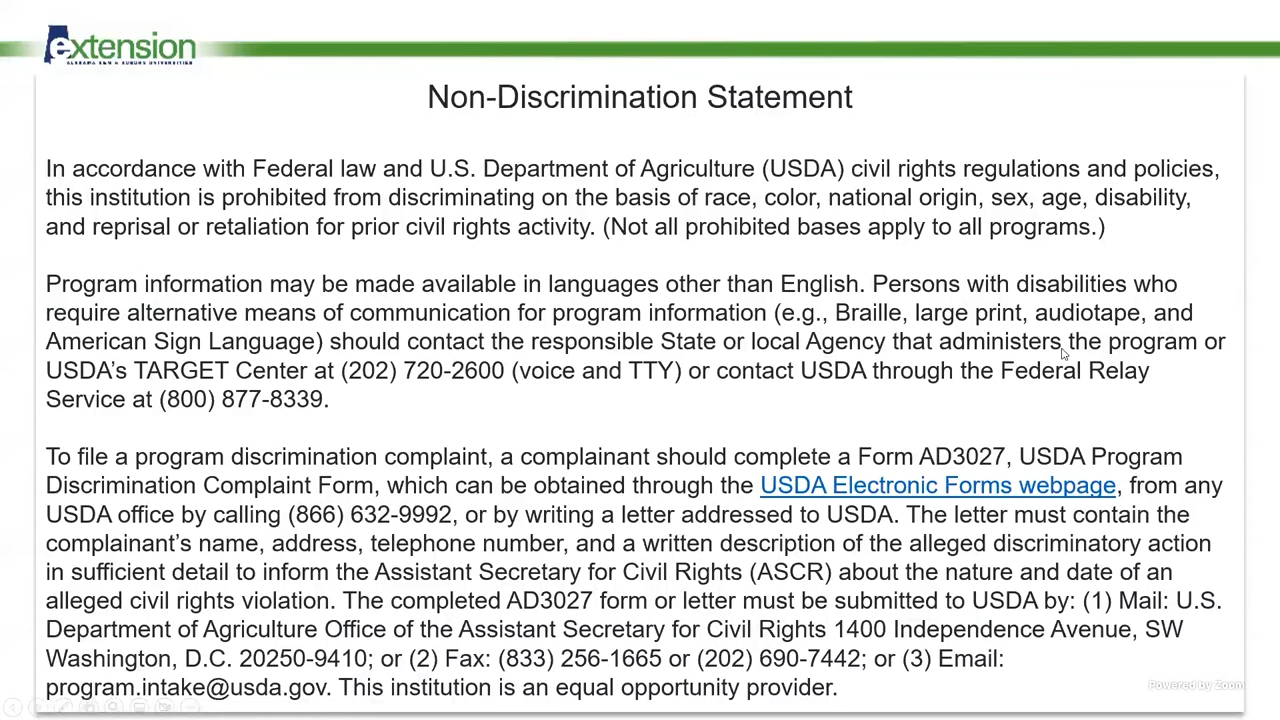 extension
ALABAMA A&M & AUBURN UNIVERSITIES
Non-Discrimination Statement
In accordance with Federal law and U.S. Department of Agriculture (USDA) civil rights regulations and policies,
this institution is prohibited from discriminating on the basis of race, color, national origin, sex, age, disability,
and reprisal or retaliation for prior civil rights activity. (Not all prohibited bases apply to all programs.)
Program information may be made available in languages other than English. Persons with disabilities who
require alternative means of communication for program information (e.g., Braille, large print, audiotape, and
American Sign Language) should contact the responsible State or local Agency that administers the program or
USDA’s TARGET Center at (202) 720-2600 (voice and TTY) or contact USDA through the Federal Relay
Service at (800) 877-8339.
To file a program discrimination complaint, a complainant should complete a Form AD3027, USDA Program
Discrimination Complaint Form, which can be obtained through the USDA Electronic Forms webpage, from any
USDA office by calling (866) 632-9992, or by writing a letter addressed to USDA. The letter must contain the
complainant’s name, address, telephone number, and a written description of the alleged discriminatory action
in sufficient detail to inform the Assistant Secretary for Civil Rights (ASCR) about the nature and date of an
alleged civil rights violation. The completed AD3027 form or letter must be submitted to USDA by: (1) Mail: U.S.
Department of Agriculture Office of the Assistant Secretary for Civil Rights 1400 Independence Avenue, SW
Washington, D.C. 20250-9410; or (2) Fax: (833) 256-1665 or (202) 690-7442; or (3) Email:
program.intake@usda.gov. This institution is an equal opportunity provider.
Powered by Zoom